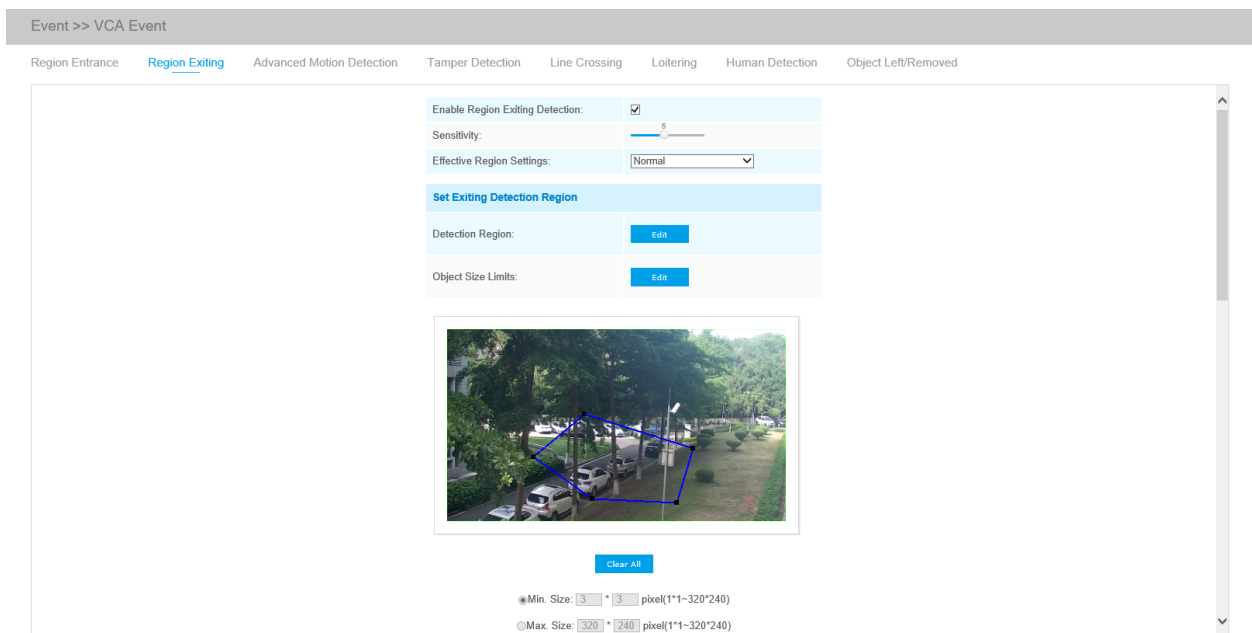 Event >> VCA Event
Region Entrance Region Exiting Advanced Motion Detection Tamper Detection Line Crossing Loitering Human Detection Object Left/Removed
Enable Region Exiting Detection:
5
Sensitivity:
Effective Region Settings: Normal
Set Exiting Detection Region
Detection Region: Edit
Object Size Limits: Edit
Clear All
Min. Size: 3 * 3 pixel(1*1~320*240)
Max. Size: 320 * 240 pixel(1*1~320*240)